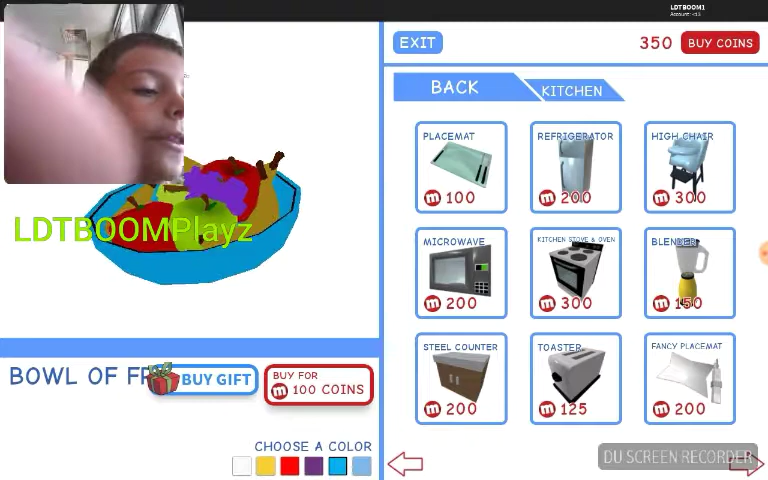 LDTBOOM1
Account: <13
EXIT
350
BUY COINS
BACK
KITCHEN
PLACEMAT
100
REFRIGERATOR
200
HIGH CHAIR
300
MICROWAVE
200
KITCHEN STOVE & OVEN
300
BLENDER
150
STEEL COUNTER
200
TOASTER
125
FANCY PLACEMAT
200
LDTBOOMPlayz
BOWL OF FR
BUY GIFT
BUY FOR
100 COINS
CHOOSE A COLOR
DU SCREEN RECORDER